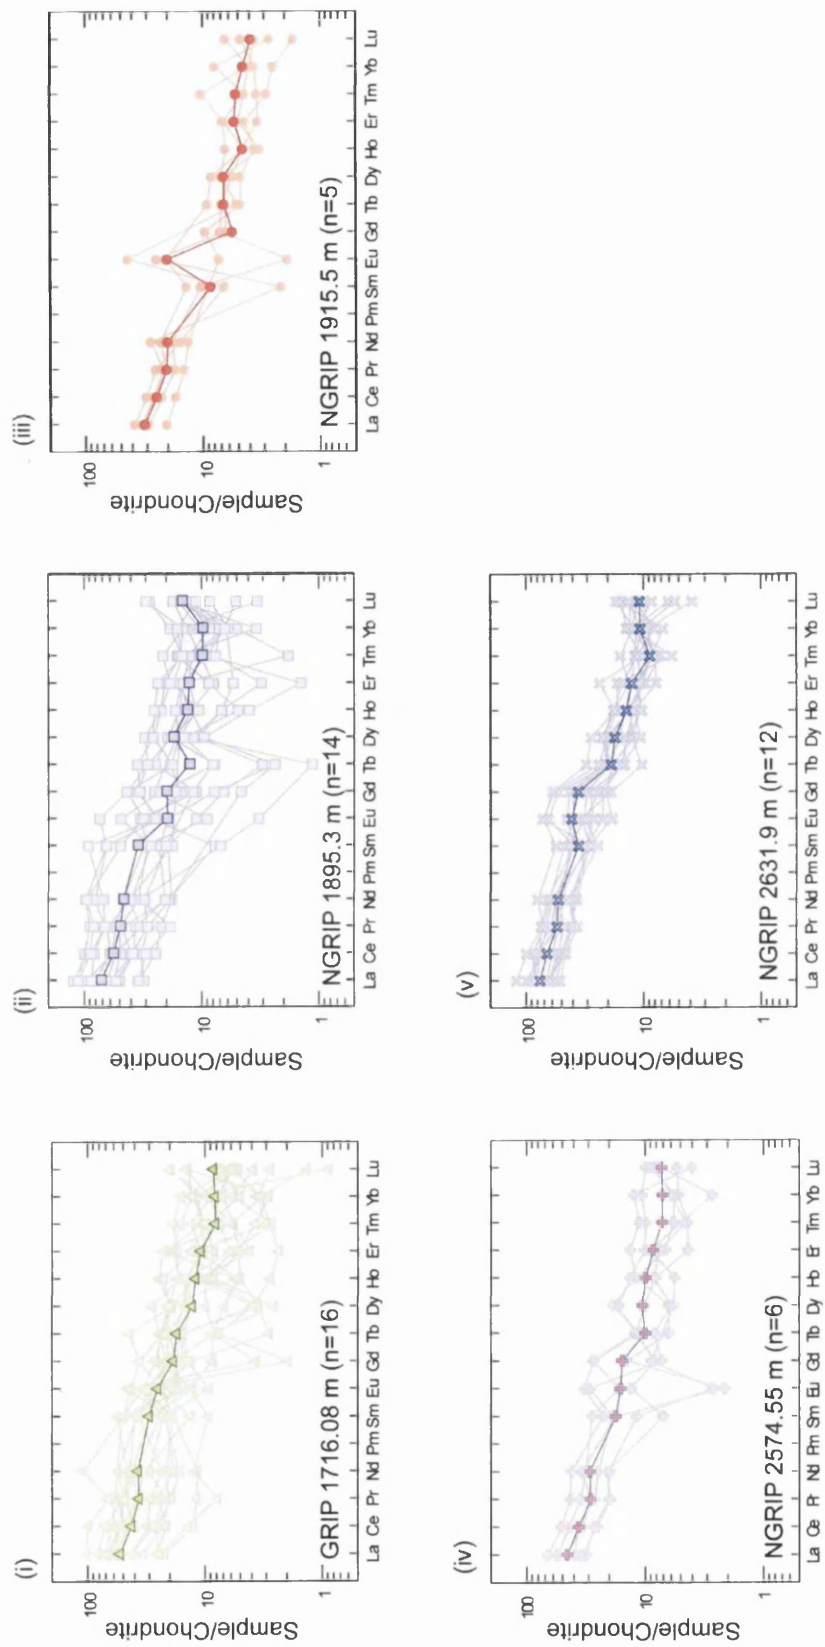 (i)
Sample/Chondrite
100
10
1
GRIP 1716.08 m (n=16)
La Ce Pr Nd Pm Sm Eu Gd Tb Dy Ho Er Tm Yb Lu
(ii)
Sample/Chondrite
100
10
1
NGRIP 1895.3 m (n=14)
La Ce Pr Nd Pm Sm Eu Gd Tb Dy Ho Er Tm Yb Lu
(iii)
Sample/Chondrite
100
10
1
NGRIP 1915.5 m (n=5)
La Ce Pr Nd Pm Sm Eu Gd Tb Dy Ho Er Tm Yb Lu
(iv)
Sample/Chondrite
100
10
1
NGRIP 2574.55 m (n=6)
La Ce Pr Nd Pm Sm Eu Gd Tb Dy Ho Er Tm Yb Lu
(v)
Sample/Chondrite
100
10
1
NGRIP 2631.9 m (n=12)
La Ce Pr Nd Pm Sm Eu Gd Tb Dy Ho Er Tm Yb Lu